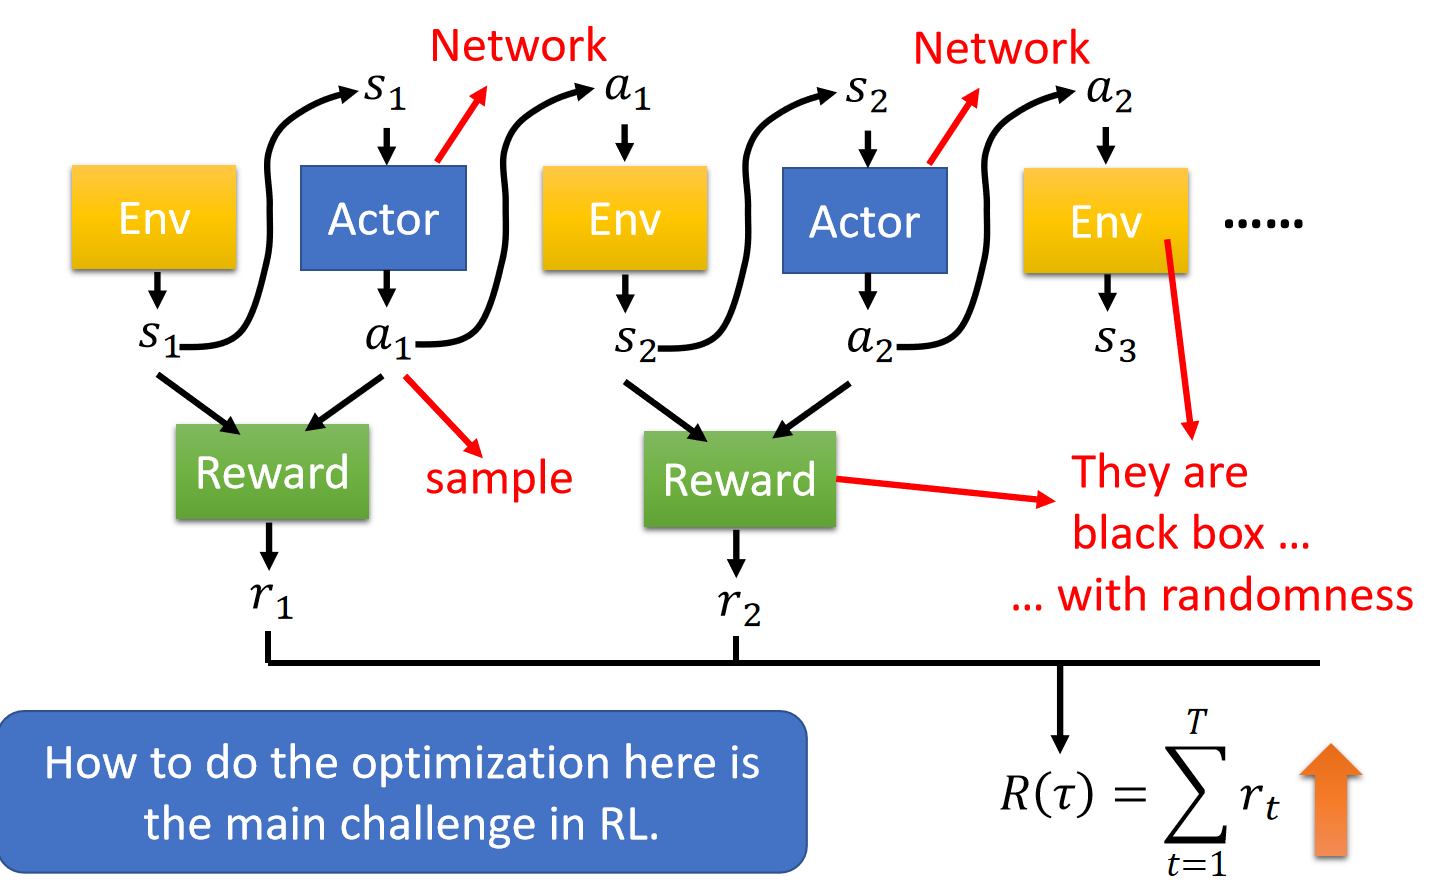 Network
Network
s₁
a₁
s₂
a₂
Env
Actor
Env
Actor
Env
......
s₁
a₁
s₂
a₂
s₃
Reward
sample
Reward
They are
black box ...
... with randomness
r₁
r₂
How to do the optimization here is
the main challenge in RL.
R(τ) = ∑_{t=1}^{T} r_t